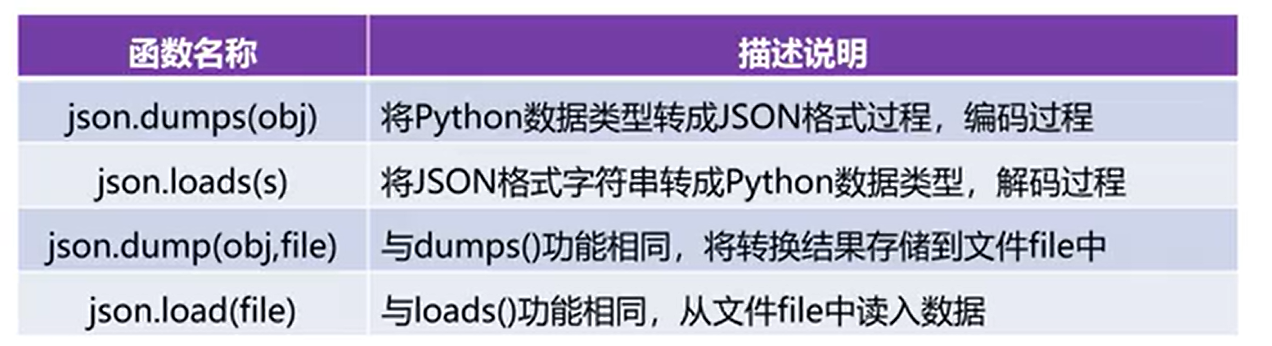 函数名称 描述说明
json.dumps(obj) 将Python数据类型转成JSON格式过程，编码过程
json.loads(s) 将JSON格式字符串转成Python数据类型，解码过程
json.dump(obj,file) 与dumps()功能相同，将转换结果存储到文件file中
json.load(file) 与loads()功能相同，从文件file中读入数据